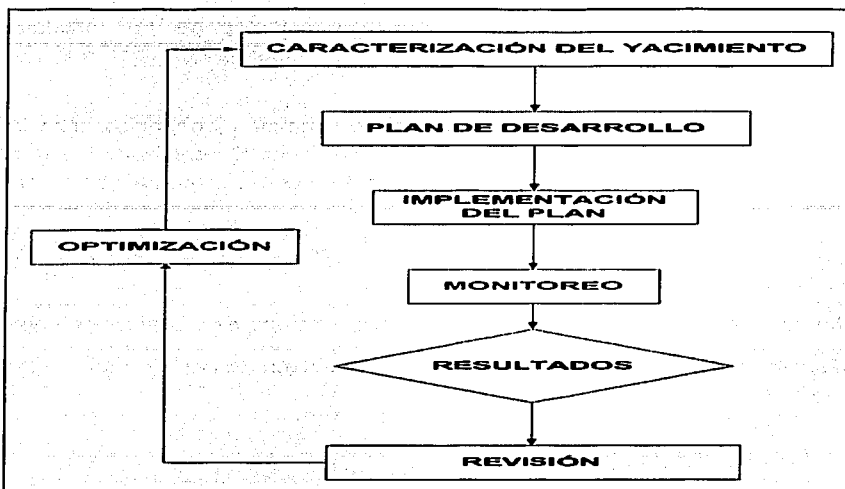 CARACTERIZACIÓN DEL YACIMIENTO
PLAN DE DESARROLLO
IMPLEMENTACIÓN
DEL PLAN
OPTIMIZACIÓN
MONITOREO
RESULTADOS
REVISIÓN